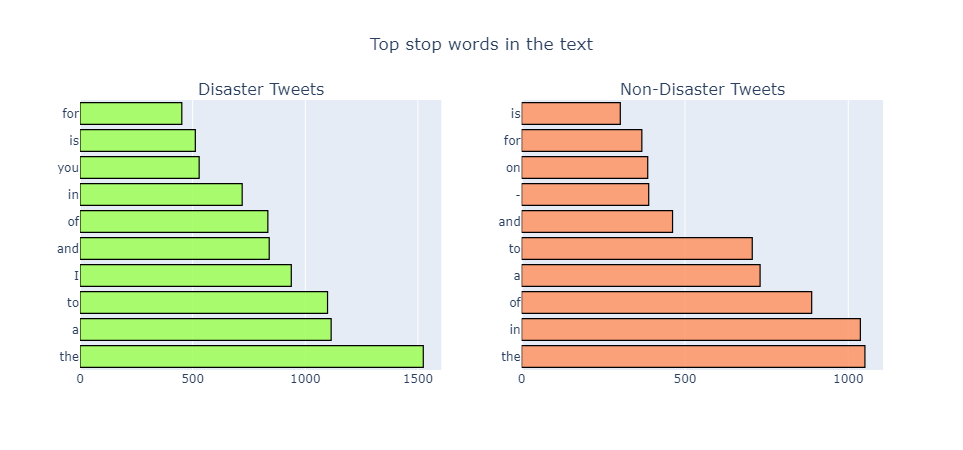 Top stop words in the text
Disaster Tweets
for
is
you
in
of
and
I
to
a
the
0 500 1000 1500
Non-Disaster Tweets
is
for
on
-
and
to
a
of
in
the
0 500 1000